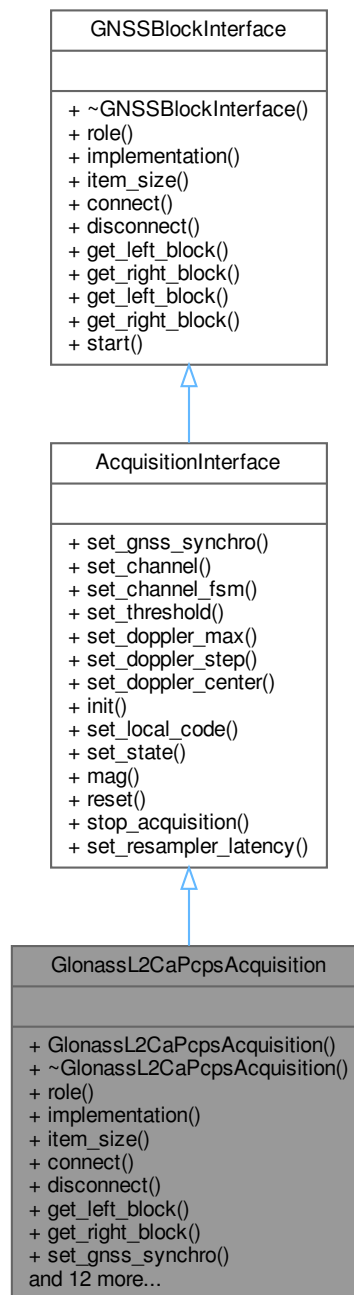 GNSSBlockInterface
+ ~GNSSBlockInterface()
+ role()
+ implementation()
+ item_size()
+ connect()
+ disconnect()
+ get_left_block()
+ get_right_block()
+ get_left_block()
+ get_right_block()
+ start()
AcquisitionInterface
+ set_gnss_synchro()
+ set_channel()
+ set_channel_fsm()
+ set_threshold()
+ set_doppler_max()
+ set_doppler_step()
+ set_doppler_center()
+ init()
+ set_local_code()
+ set_state()
+ mag()
+ reset()
+ stop_acquisition()
+ set_resampler_latency()
GlonassL2CaPcpsAcquisition
+ GlonassL2CaPcpsAcquisition()
+ ~GlonassL2CaPcpsAcquisition()
+ role()
+ implementation()
+ item_size()
+ connect()
+ disconnect()
+ get_left_block()
+ get_right_block()
+ set_gnss_synchro()
and 12 more...